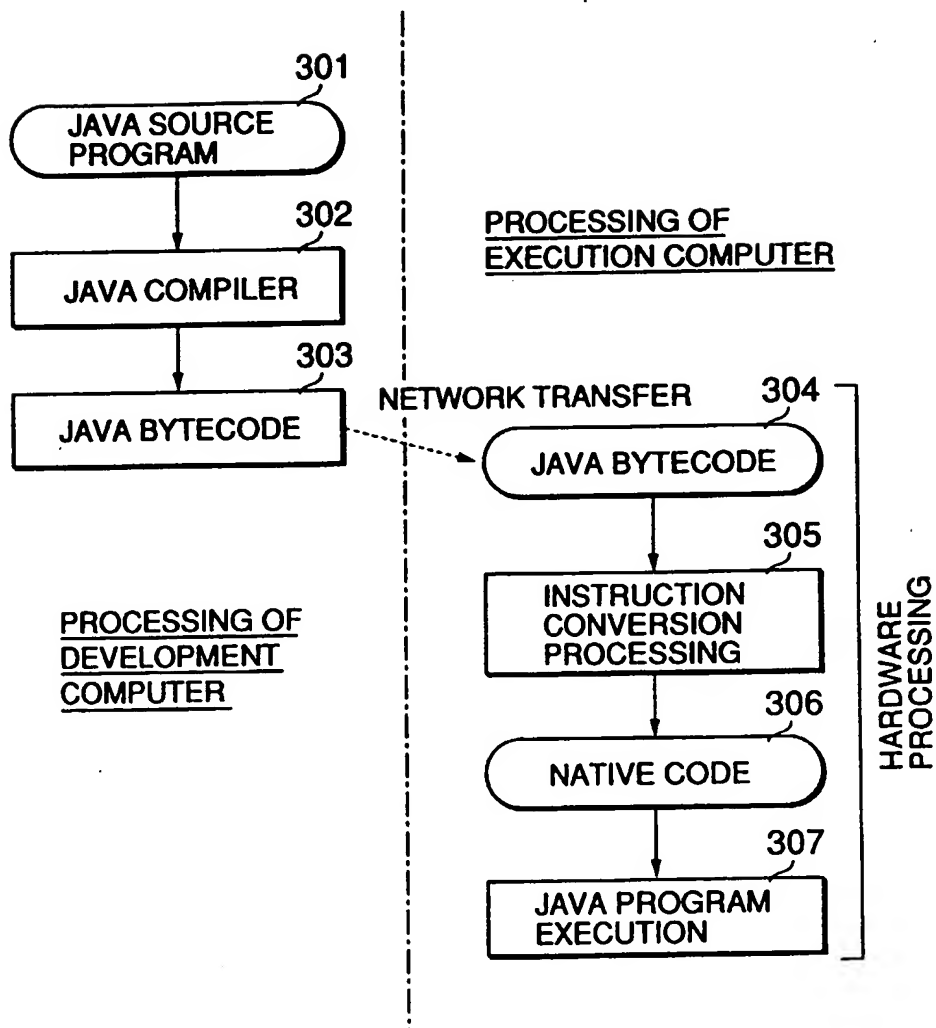 301
JAVA SOURCE
PROGRAM
302
JAVA COMPILER
303
JAVA BYTECODE
PROCESSING OF
DEVELOPMENT
COMPUTER
PROCESSING OF
EXECUTION COMPUTER
NETWORK TRANSFER
304
JAVA BYTECODE
305
INSTRUCTION
CONVERSION
PROCESSING
306
NATIVE CODE
307
JAVA PROGRAM
EXECUTION
HARDWARE
PROCESSING